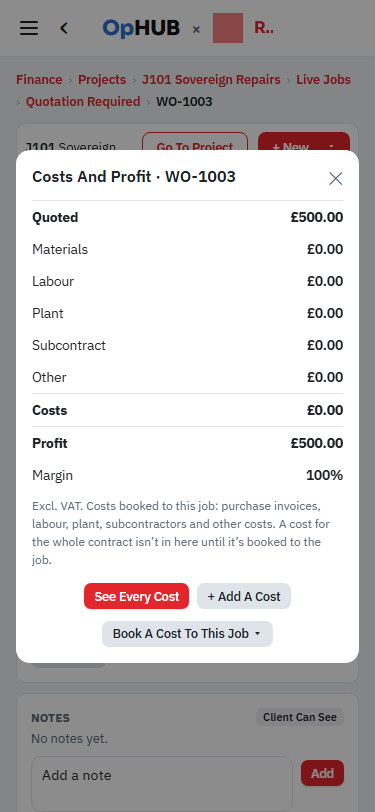 OpHUB × R..
Finance › Projects › J101 Sovereign Repairs › Live Jobs
› Quotation Required › WO-1003
J101 Sovereign Go To Project + New
Costs And Profit · WO-1003
Quoted £500.00
Materials £0.00
Labour £0.00
Plant £0.00
Subcontract £0.00
Other £0.00
Costs £0.00
Profit £500.00
Margin 100%
Excl. VAT. Costs booked to this job: purchase invoices,
labour, plant, subcontractors and other costs. A cost for
the whole contract isn’t in here until it’s booked to the
job.
See Every Cost + Add A Cost
Book A Cost To This Job
NOTES Client Can See
No notes yet.
Add a note Add